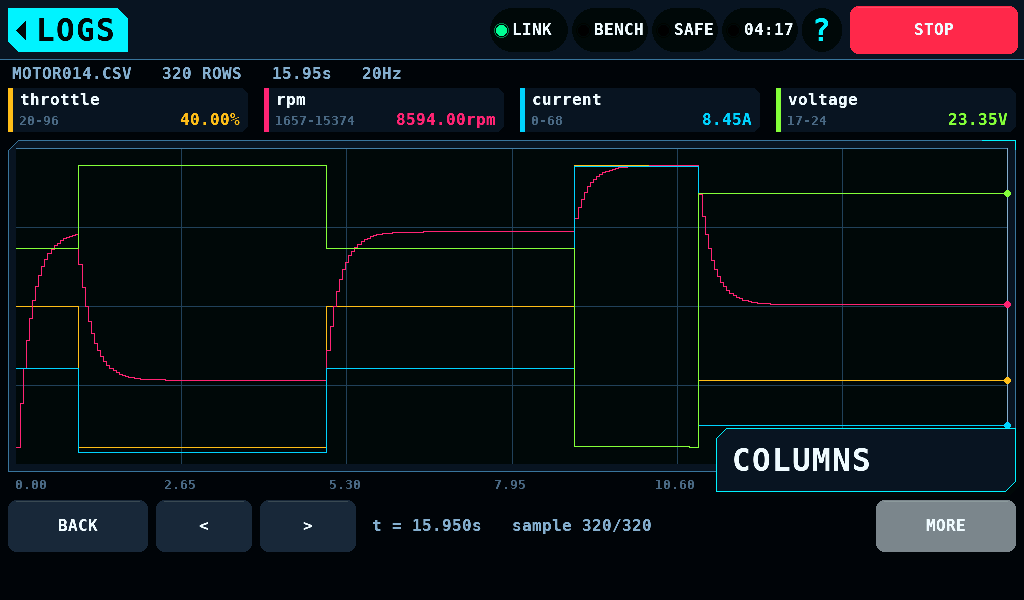 LOGS LINK BENCH SAFE 04:17 ? STOP
MOTOR014.CSV 320 ROWS 15.95s 20Hz
throttle rpm current voltage
20-96 40.00% 1657-15374 8594.00rpm 0-68 8.45A 17-24 23.35V
COLUMNS
0.00 2.65 5.30 7.95 10.60
BACK < > t = 15.950s sample 320/320 MORE